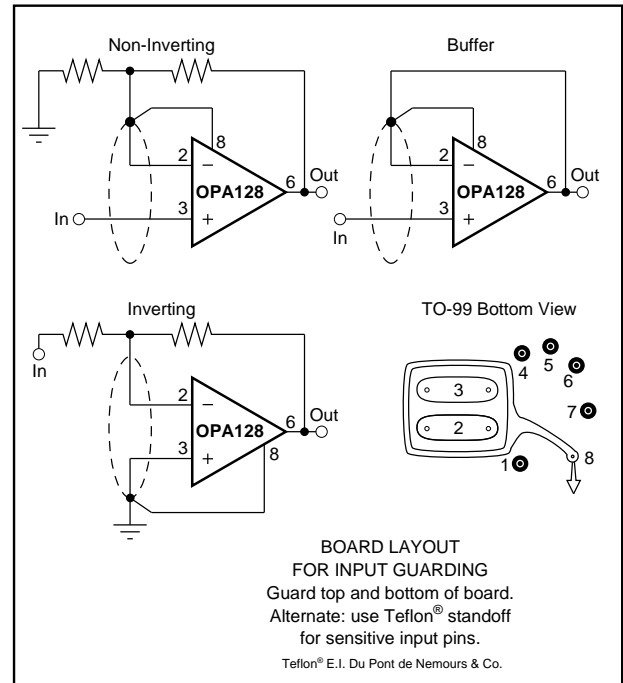 Non-Inverting
8
2
−
OPA128
6
Out
3
+
In
Buffer
8
2
−
OPA128
6
Out
3
+
In
Inverting
In
2
−
OPA128
6
Out
3
+
8
TO-99 Bottom View
4
5
6
3
7
2
8
1
BOARD LAYOUT
FOR INPUT GUARDING
Guard top and bottom of board.
Alternate: use Teflon® standoff
for sensitive input pins.
Teflon® E.I. Du Pont de Nemours & Co.